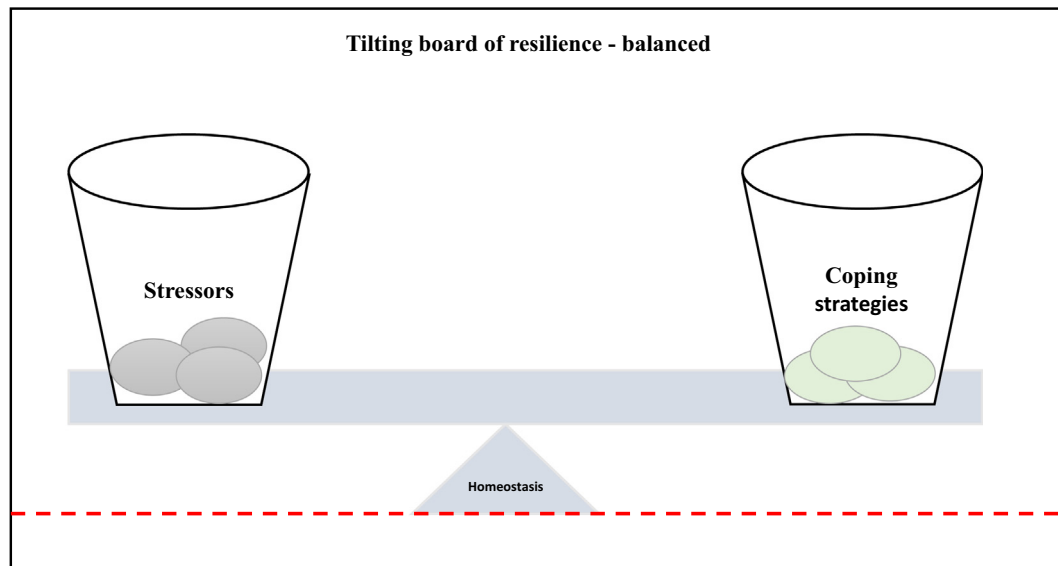 Tilting board of resilience - balanced
Stressors
Coping
strategies
Homeostasis